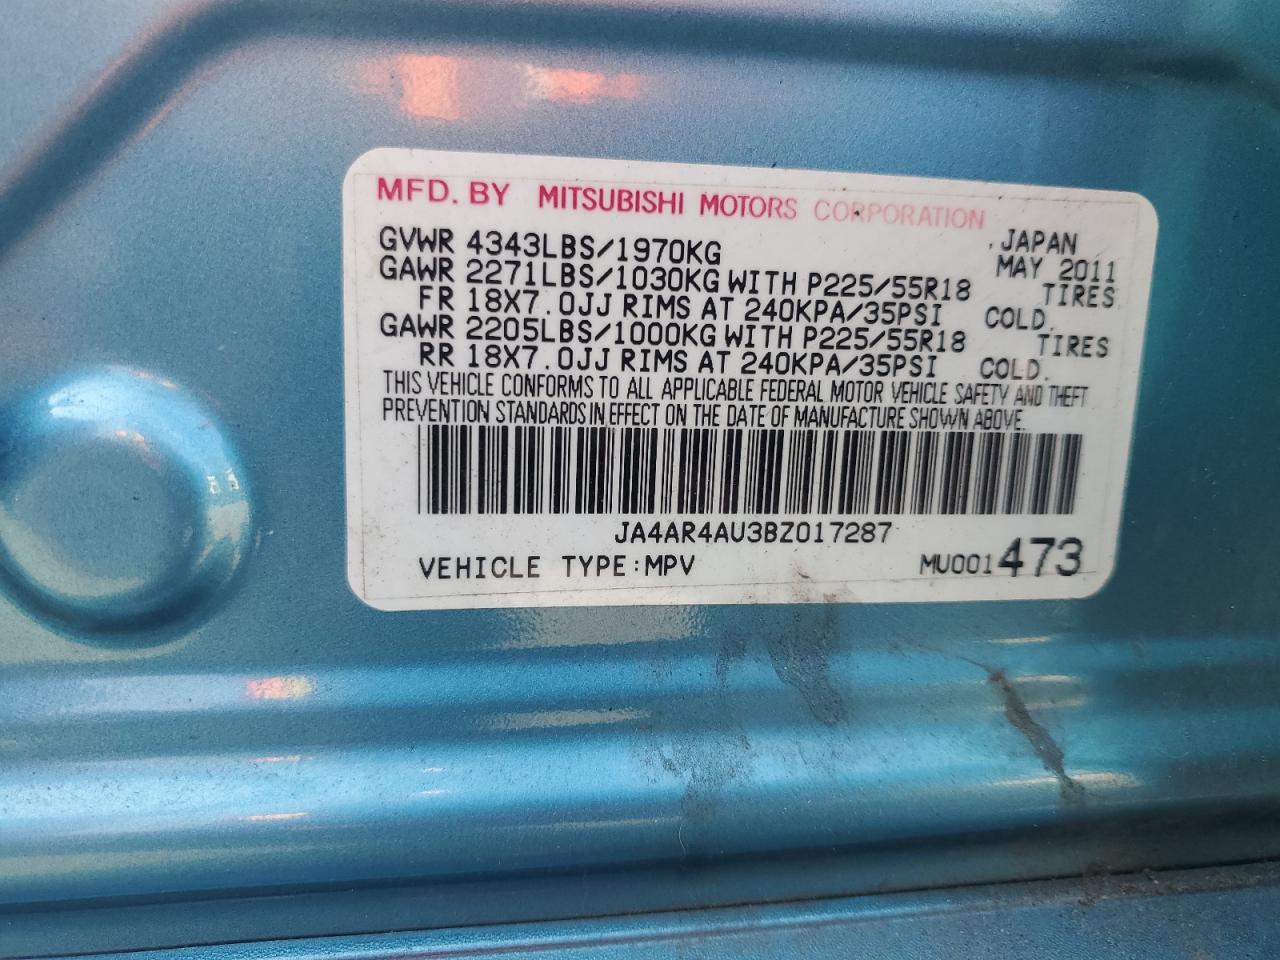 MFD. BY MITSUBISHI MOTORS CORPORATION
GVWR 4343LBS/1970KG JAPAN
MAY 2011
GAWR 2271LBS/1030KG WITH P225/55R18 TIRES
FR 18X7.0JJ RIMS AT 240KPA/35PSI COLD.
GAWR 2205LBS/1000KG WITH P225/55R18 TIRES
RR 18X7.0JJ RIMS AT 240KPA/35PSI COLD.
THIS VEHICLE CONFORMS TO ALL APPLICABLE FEDERAL MOTOR VEHICLE SAFETY AND THEFT
PREVENTION STANDARDS IN EFFECT ON THE DATE OF MANUFACTURE SHOWN ABOVE.
JA4AR4AU3BZ017287
VEHICLE TYPE:MPV MU001473